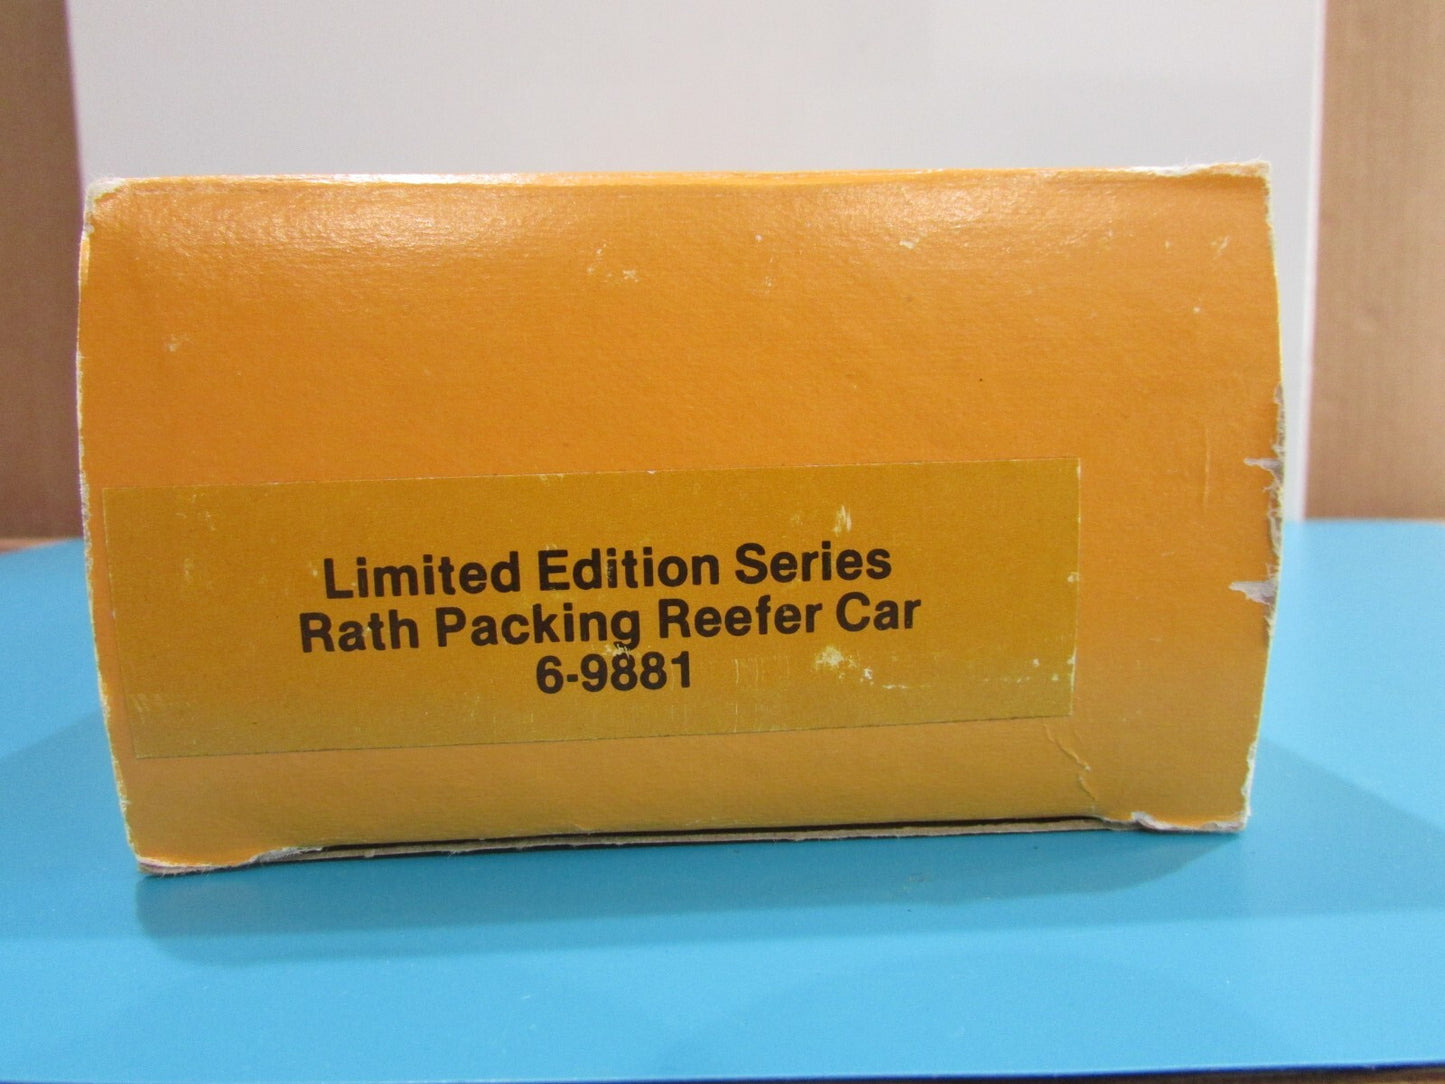 Limited Edition Series
Rath Packing Reefer Car
6-9881